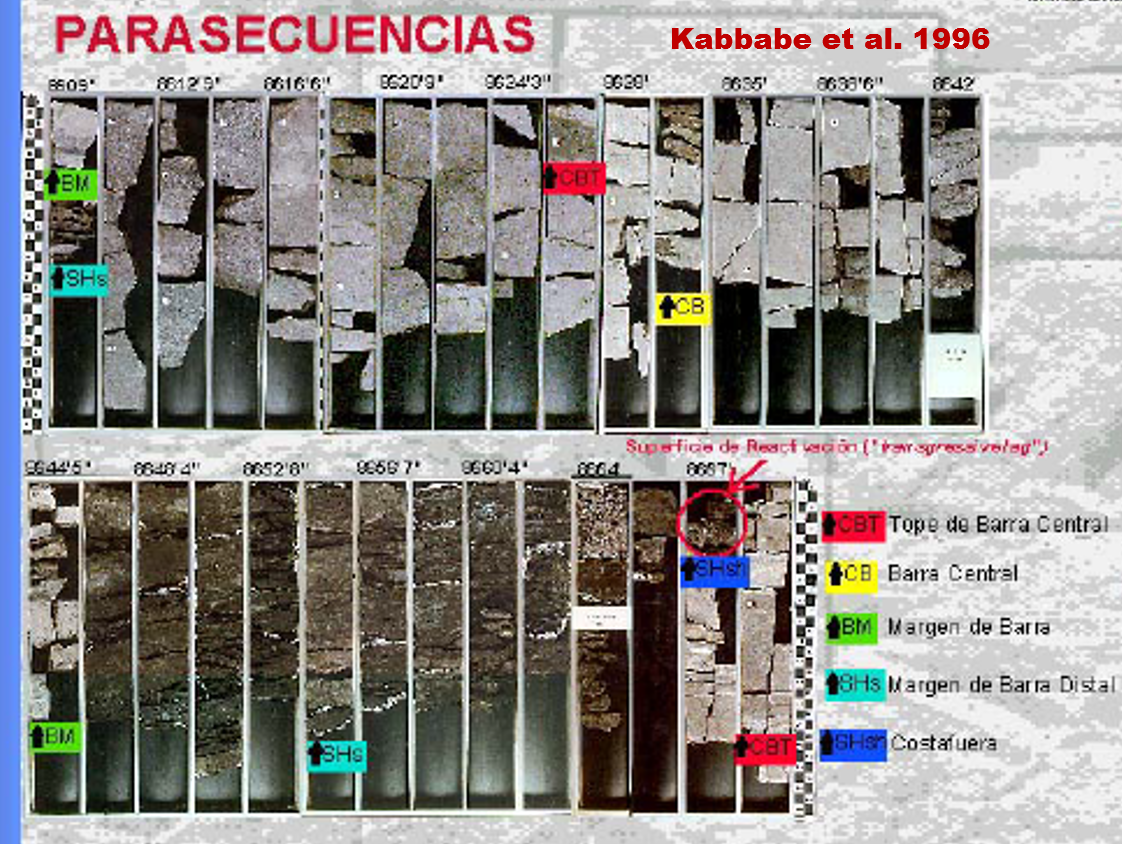 PARASECUENCIAS
Kabbabe et al. 1996
8609" 8612'9" 8616'6" 8620'9" 8624'3" 8628' 8635' 8638'6" 8642'
BM
CBT
SHs
CB
Superficie de Reactivación ("transgressive lag")
8644'5" 8648'4" 8652'8" 8656'7" 8660'4" 8664' 8667'
SHsh
BM
SHs
CBT
CBT Tope de Barra Central
CB Barra Central
BM Margen de Barra
SHs Margen de Barra Distal
SHsh Costafuera